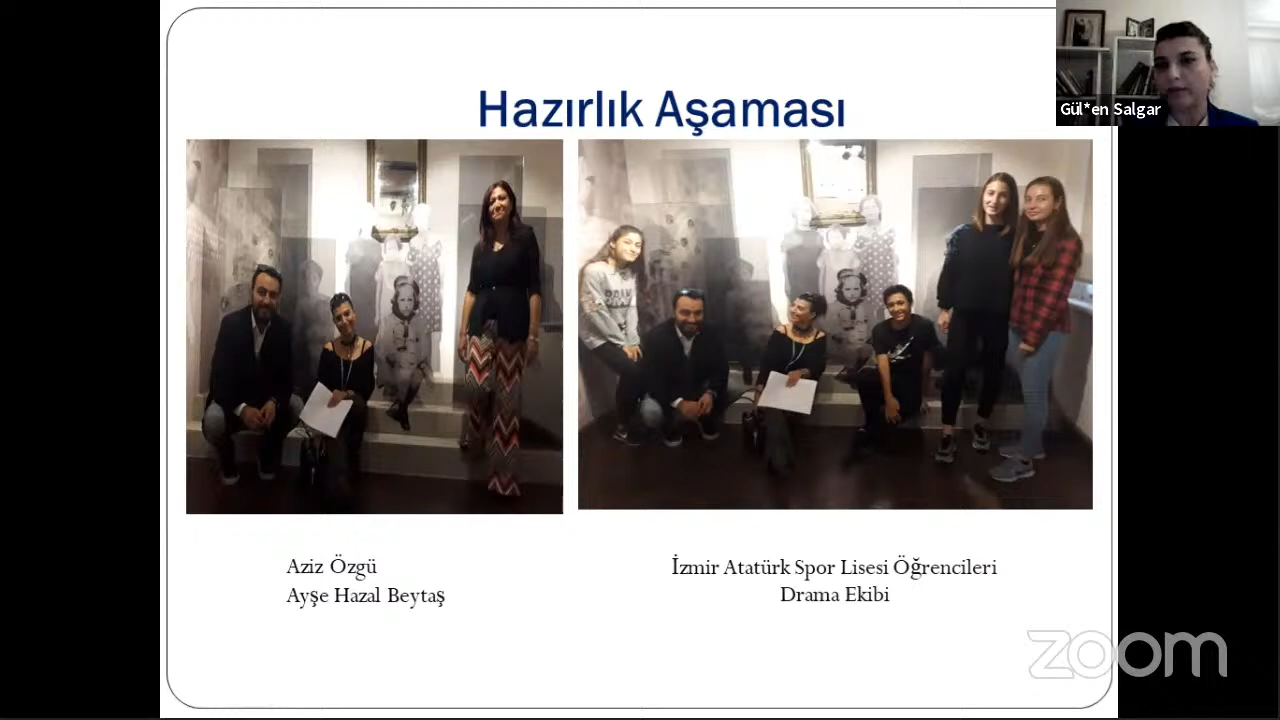 Hazırlık Aşaması
Gül*en Salgar
Aziz Özgü
Ayşe Hazal Beytaş
İzmir Atatürk Spor Lisesi Öğrencileri
Drama Ekibi
zoom